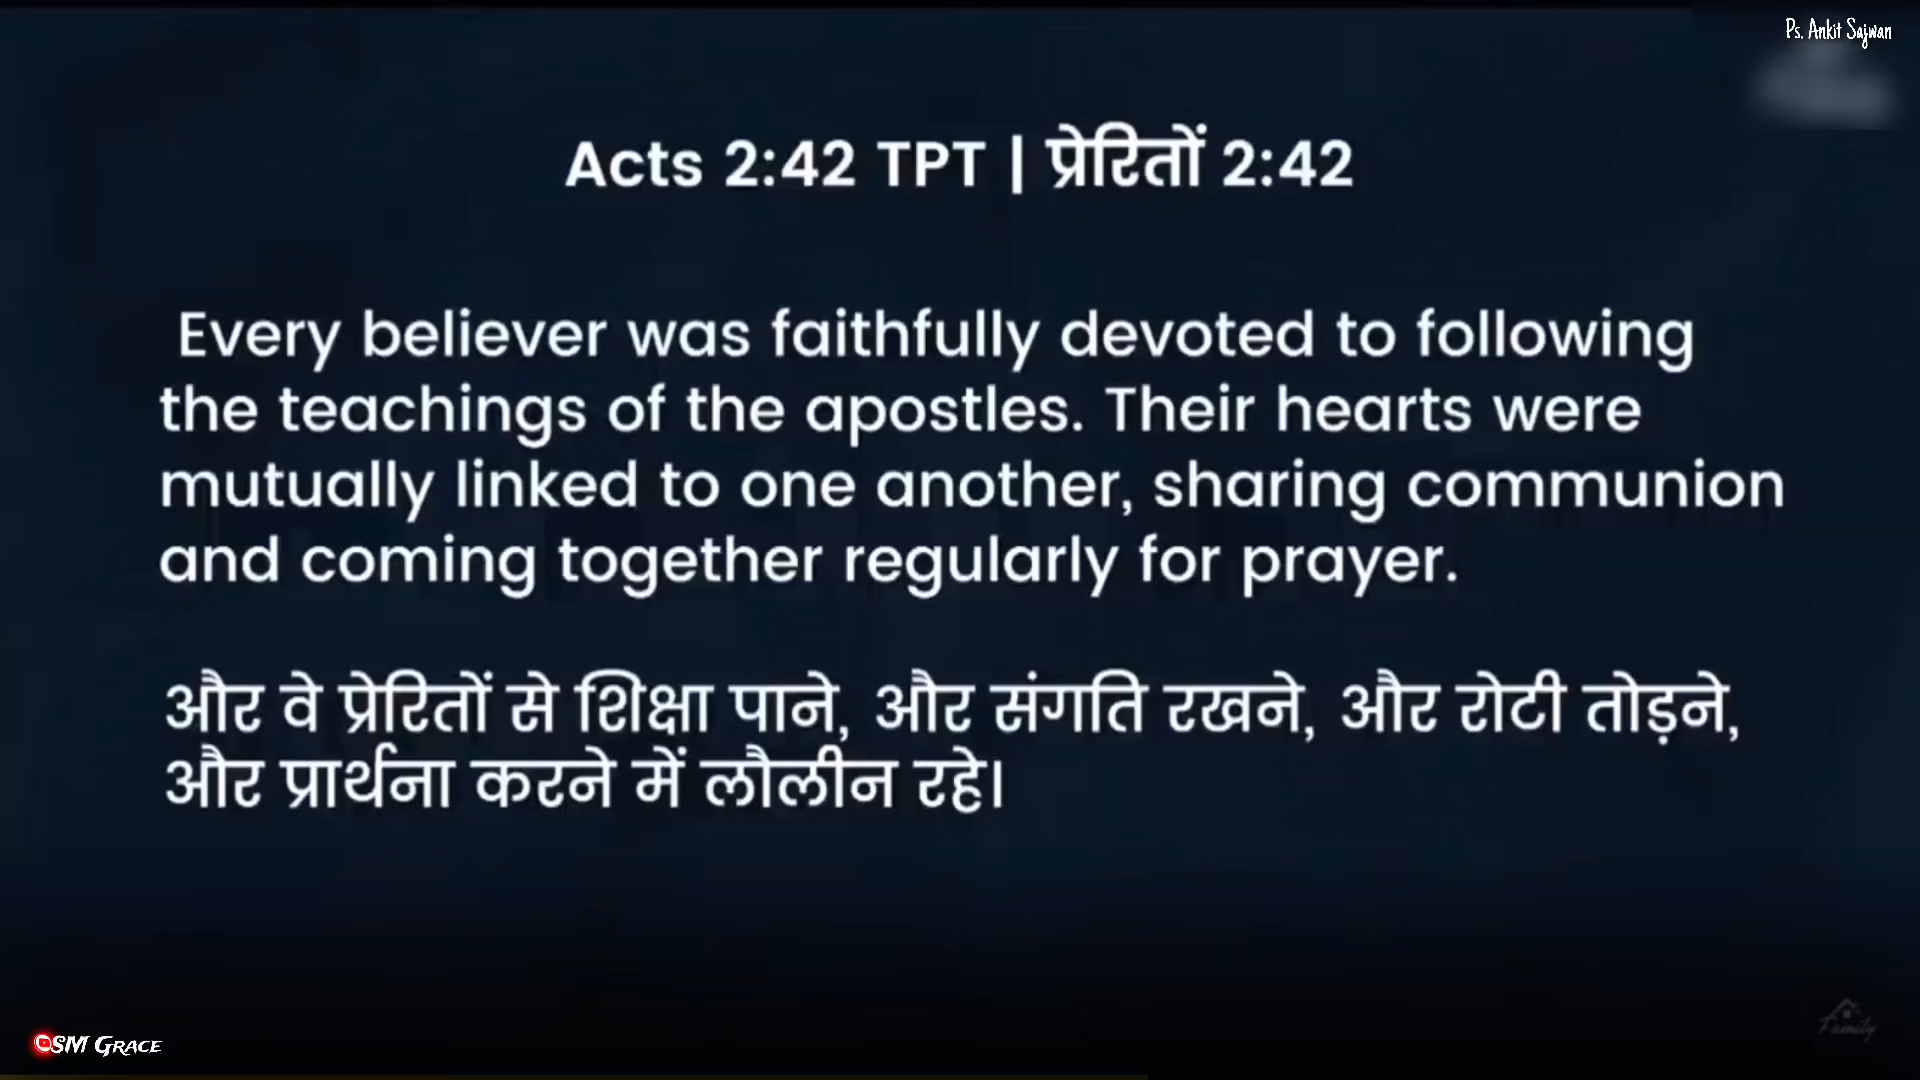 Ps. Ankit Sajwan
Acts 2:42 TPT | प्रेरितों 2:42
Every believer was faithfully devoted to following
the teachings of the apostles. Their hearts were
mutually linked to one another, sharing communion
and coming together regularly for prayer.
और वे प्रेरितों से शिक्षा पाने, और संगति रखने, और रोटी तोड़ने,
और प्रार्थना करने में लौलीन रहे।
Family
OSM GRACE